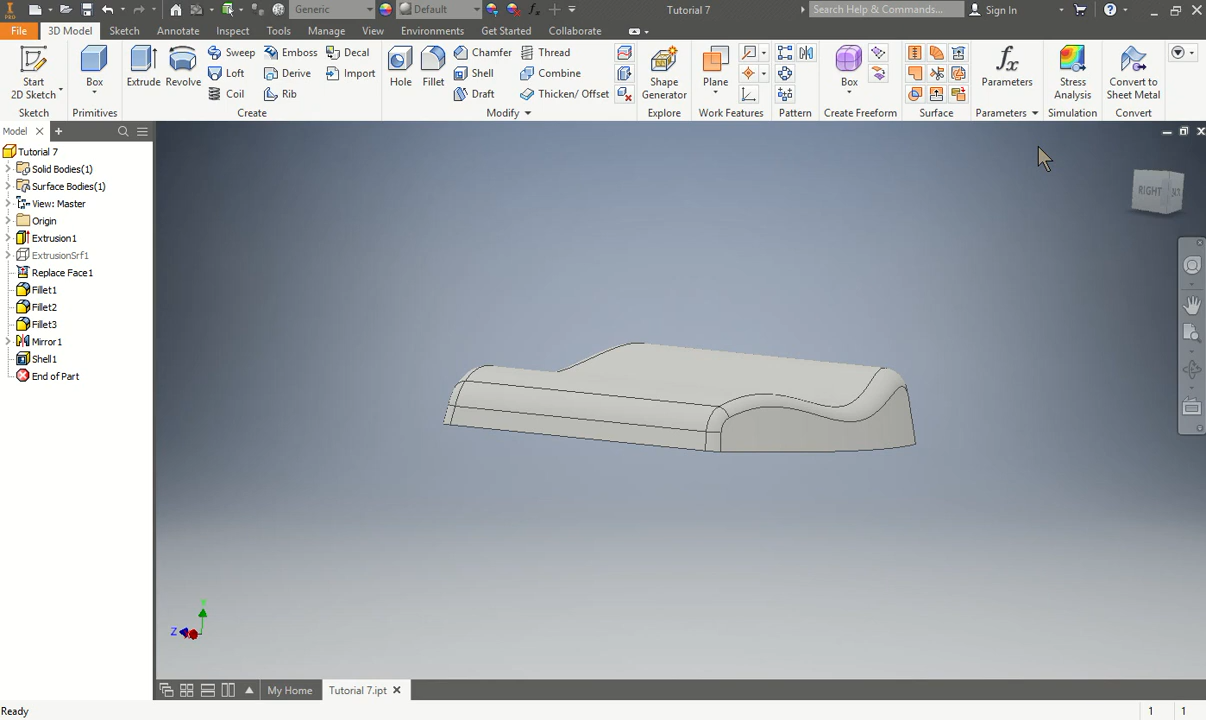 PRO
Generic
Default
Tutorial 7
Search Help & Commands...
Sign In
File
3D Model
Sketch
Annotate
Inspect
Tools
Manage
View
Environments
Get Started
Collaborate
Start
2D Sketch
Sketch
Box
Primitives
Extrude
Revolve
Sweep
Emboss
Decal
Loft
Derive
Import
Coil
Rib
Create
Hole
Fillet
Chamfer
Thread
Shell
Combine
Draft
Thicken/ Offset
Modify
Shape
Generator
Explore
Plane
Work Features
Pattern
Box
Create Freeform
Surface
fx
Parameters
Parameters
Stress
Analysis
Simulation
Convert to
Sheet Metal
Convert
Model
Tutorial 7
Solid Bodies(1)
Surface Bodies(1)
View: Master
Origin
Extrusion1
ExtrusionSrf1
Replace Face1
Fillet1
Fillet2
Fillet3
Mirror1
Shell1
End of Part
RIGHT
Z
My Home
Tutorial 7.ipt
Ready
1
1